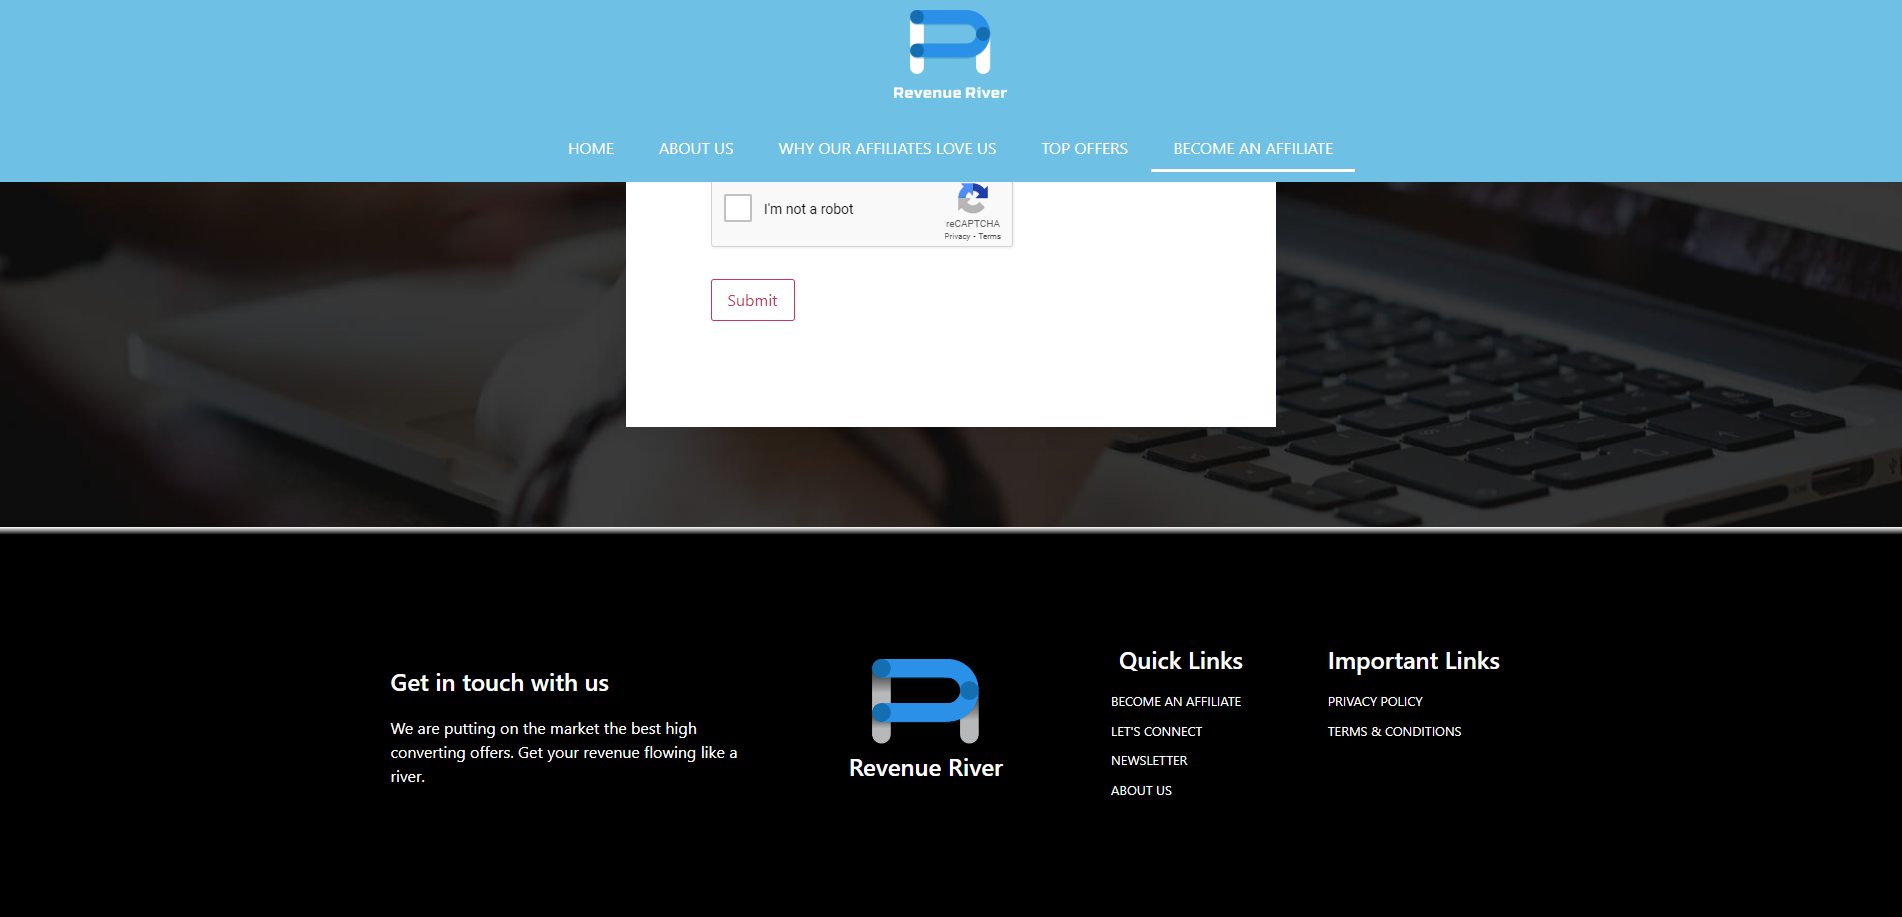 Revenue River
HOME
ABOUT US
WHY OUR AFFILIATES LOVE US
TOP OFFERS
BECOME AN AFFILIATE
I'm not a robot
reCAPTCHA
Privacy - Terms
Submit
Get in touch with us
We are putting on the market the best high
converting offers. Get your revenue flowing like a
river.
Revenue River
Quick Links
BECOME AN AFFILIATE
LET'S CONNECT
NEWSLETTER
ABOUT US
Important Links
PRIVACY POLICY
TERMS & CONDITIONS